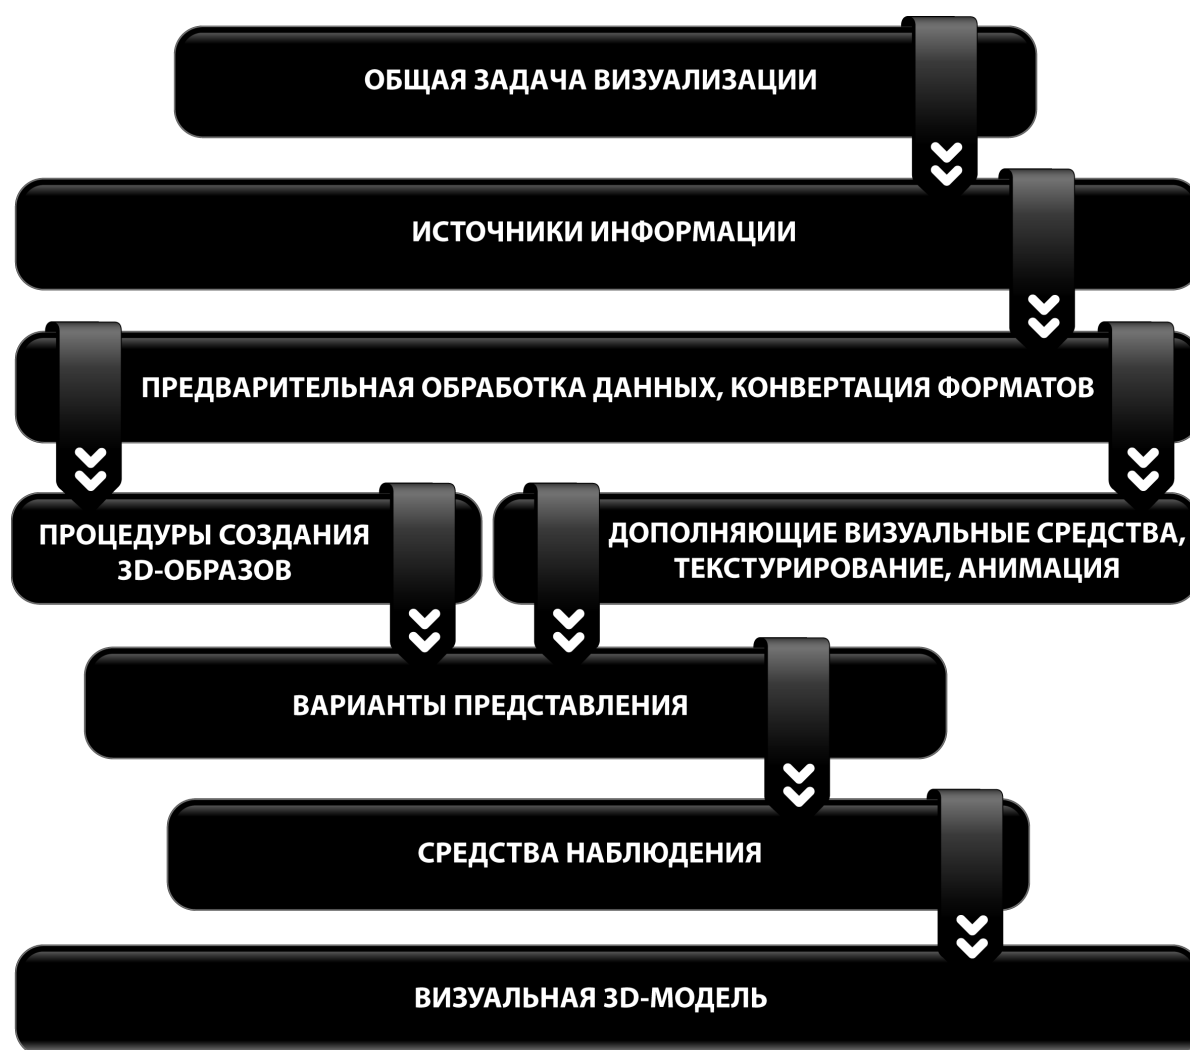 ОБЩАЯ ЗАДАЧА ВИЗУАЛИЗАЦИИ
ИСТОЧНИКИ ИНФОРМАЦИИ
ПРЕДВАРИТЕЛЬНАЯ ОБРАБОТКА ДАННЫХ, КОНВЕРТАЦИЯ ФОРМАТОВ
ПРОЦЕДУРЫ СОЗДАНИЯ
3D-ОБРАЗОВ
ДОПОЛНЯЮЩИЕ ВИЗУАЛЬНЫЕ СРЕДСТВА,
ТЕКСТУРИРОВАНИЕ, АНИМАЦИЯ
ВАРИАНТЫ ПРЕДСТАВЛЕНИЯ
СРЕДСТВА НАБЛЮДЕНИЯ
ВИЗУАЛЬНАЯ 3D-МОДЕЛЬ